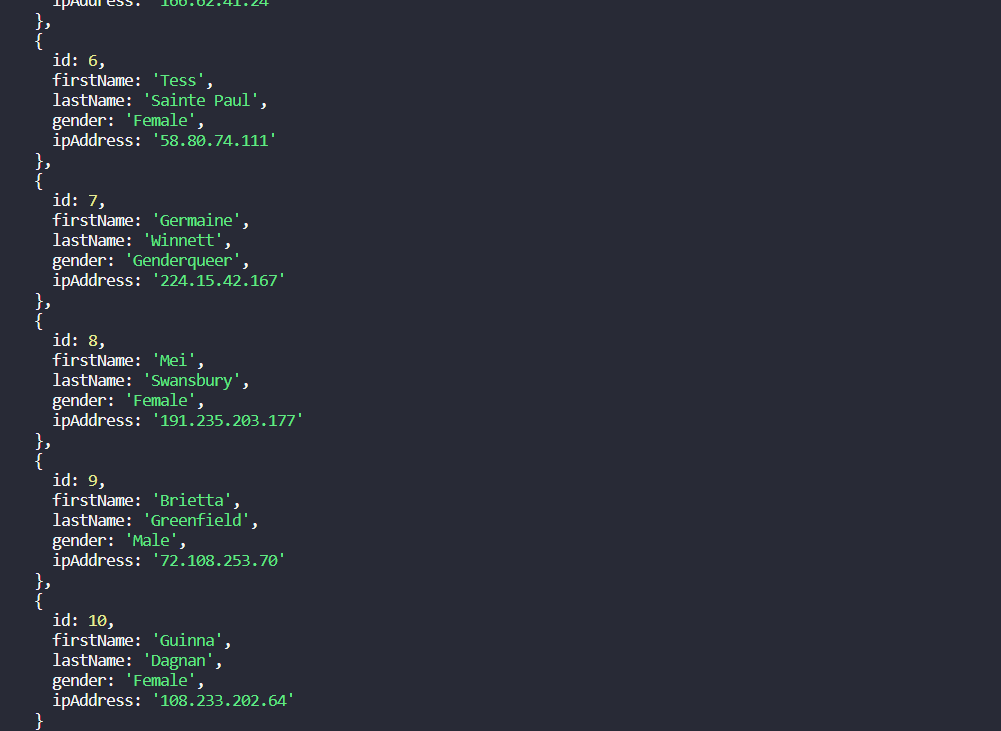 ipAddress: '166.62.41.24'
},
{
id: 6,
firstName: 'Tess',
lastName: 'Sainte Paul',
gender: 'Female',
ipAddress: '58.80.74.111'
},
{
id: 7,
firstName: 'Germaine',
lastName: 'Winnett',
gender: 'Genderqueer',
ipAddress: '224.15.42.167'
},
{
id: 8,
firstName: 'Mei',
lastName: 'Swansbury',
gender: 'Female',
ipAddress: '191.235.203.177'
},
{
id: 9,
firstName: 'Brietta',
lastName: 'Greenfield',
gender: 'Male',
ipAddress: '72.108.253.70'
},
{
id: 10,
firstName: 'Guinna',
lastName: 'Dagnan',
gender: 'Female',
ipAddress: '108.233.202.64'
}